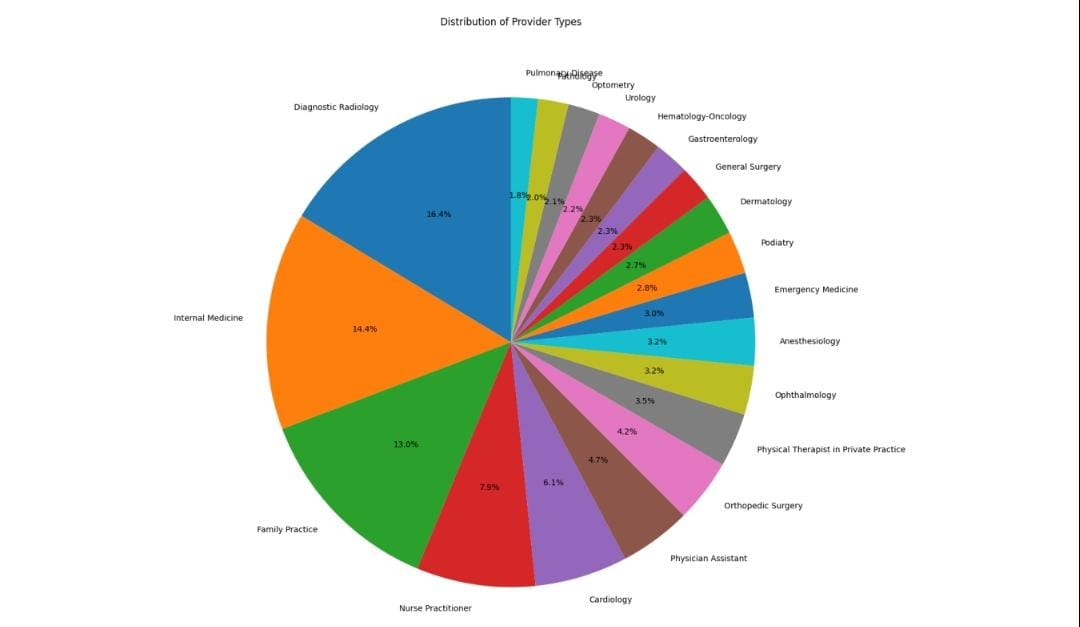 Distribution of Provider Types
Pulmonary Disease
Pathology
Optometry
Urology
Hematology-Oncology
Gastroenterology
General Surgery
Dermatology
Podiatry
Emergency Medicine
Anesthesiology
Ophthalmology
Physical Therapist in Private Practice
Orthopedic Surgery
Physician Assistant
Cardiology
Nurse Practitioner
Family Practice
Internal Medicine
Diagnostic Radiology
1.8%
2.0%
2.1%
2.2%
2.3%
2.3%
2.3%
2.7%
2.8%
3.0%
3.2%
3.2%
3.5%
4.2%
4.7%
6.1%
7.9%
13.0%
14.4%
16.4%